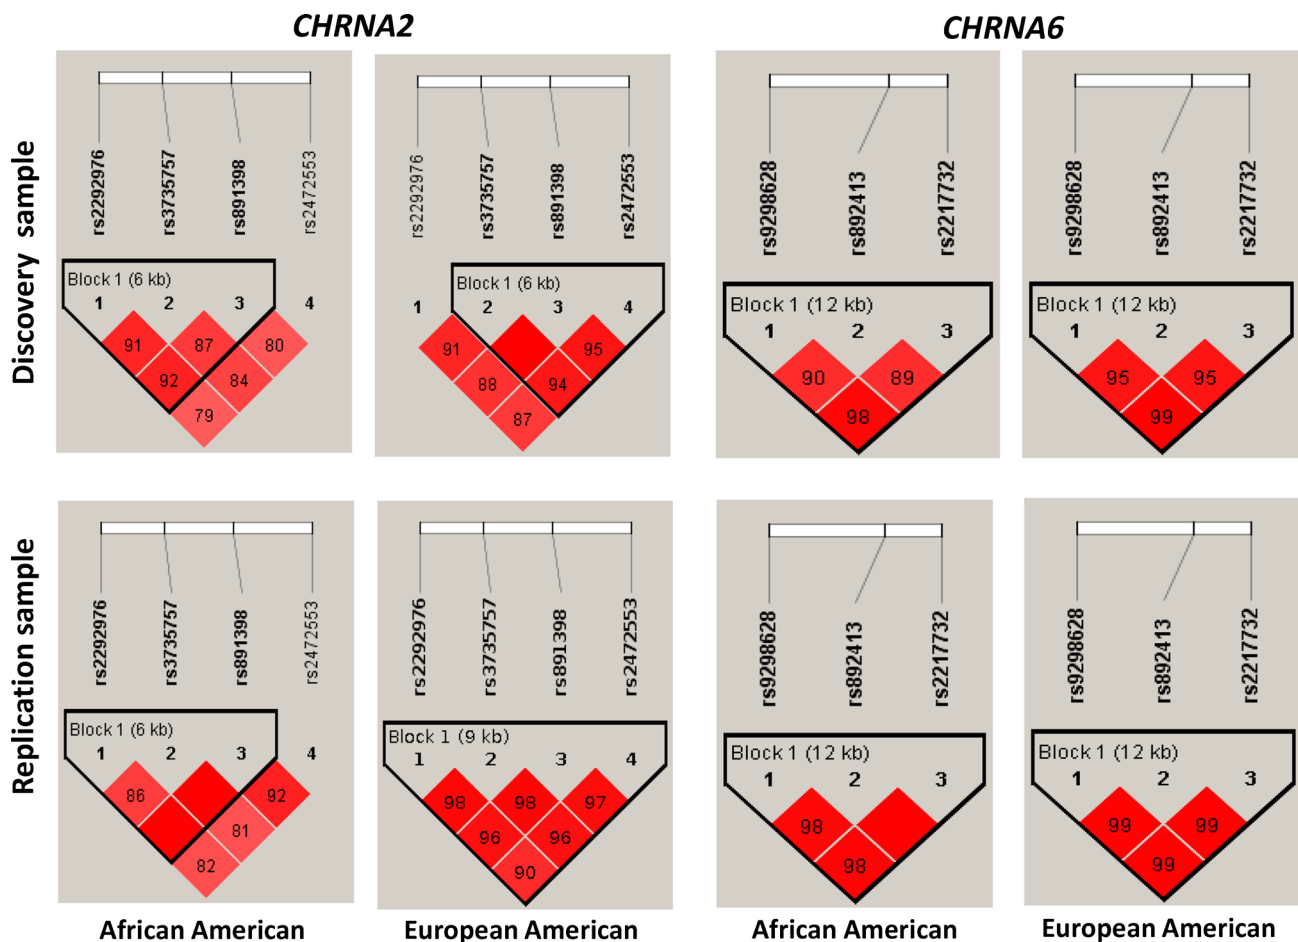 CHRNA2
CHRNA6
Discovery sample
rs2292976
rs3735757
rs891398
rs2472553
Block 1 (6 kb)
1 2 3 4
91 87 80
92 84
79
rs2292976
rs3735757
rs891398
rs2472553
Block 1 (6 kb)
1 2 3 4
91 95
88 94
87
rs9298628
rs892413
rs2217732
Block 1 (12 kb)
1 2 3
90 89
98
rs9298628
rs892413
rs2217732
Block 1 (12 kb)
1 2 3
95 95
99
Replication sample
rs2292976
rs3735757
rs891398
rs2472553
Block 1 (6 kb)
1 2 3 4
86 92
81
82
rs2292976
rs3735757
rs891398
rs2472553
Block 1 (9 kb)
1 2 3 4
98 98 97
96 96
90
rs9298628
rs892413
rs2217732
Block 1 (12 kb)
1 2 3
98
98
rs9298628
rs892413
rs2217732
Block 1 (12 kb)
1 2 3
99 99
99
African American
European American
African American
European American